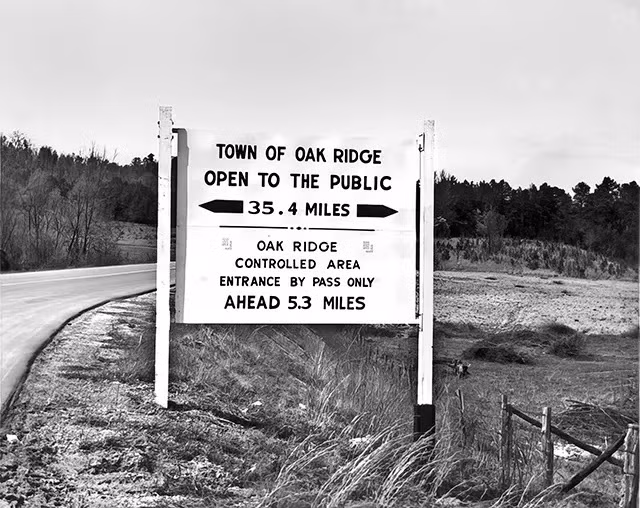 TOWN OF OAK RIDGE
OPEN TO THE PUBLIC
35.4 MILES
OAK RIDGE
CONTROLLED AREA
ENTRANCE BY PASS ONLY
AHEAD 5.3 MILES